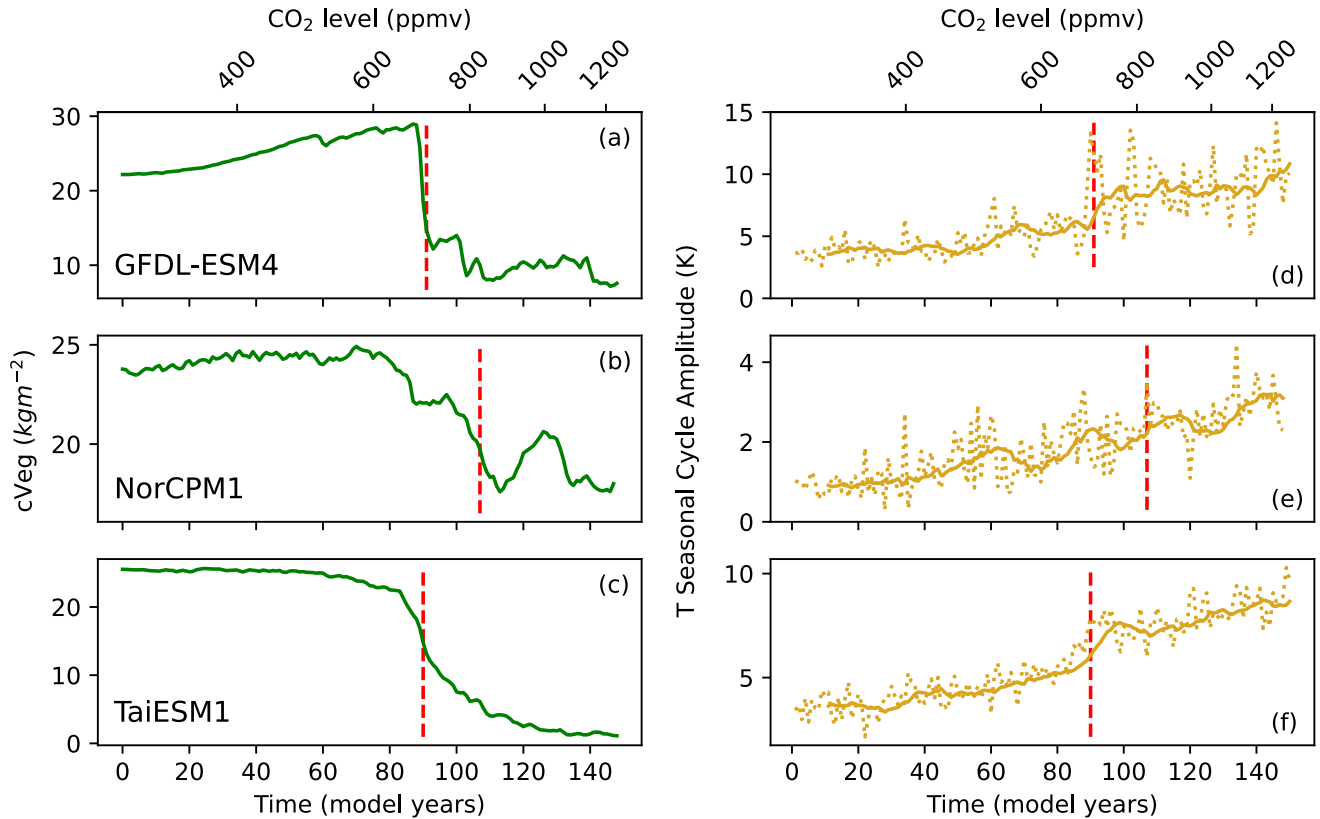 CO₂ level (ppmv)
400 600 800 1000 1200
30
20
10
(a)
GFDL-ESM4
25
20
(b)
NorCPM1
cVeg (kgm⁻²)
20
10
0
(c)
TaiESM1
0 20 40 60 80 100 120 140
Time (model years)
CO₂ level (ppmv)
400 600 800 1000 1200
15
10
5
0
(d)
4
2
0
(e)
T Seasonal Cycle Amplitude (K)
10
5
(f)
0 20 40 60 80 100 120 140
Time (model years)